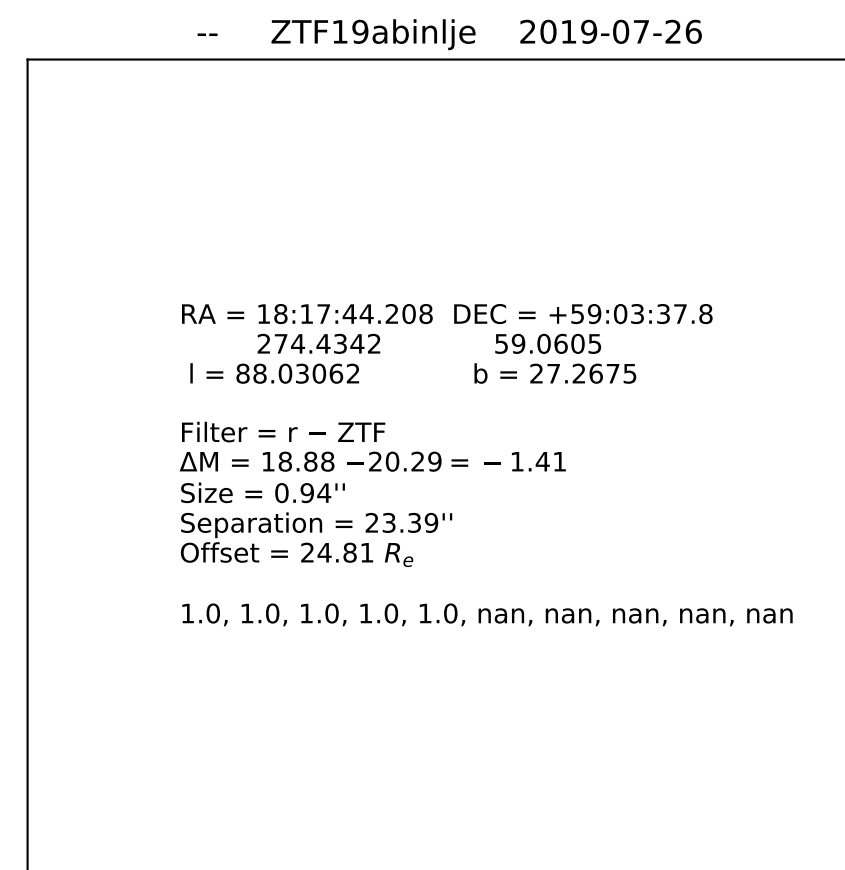 --  ZTF19abinlje  2019-07-26
RA = 18:17:44.208  DEC = +59:03:37.8
274.4342  59.0605
l = 88.03062  b = 27.2675
Filter = r − ZTF
ΔM = 18.88 −20.29 = − 1.41
Size = 0.94''
Separation = 23.39''
Offset = 24.81 Rₑ
1.0, 1.0, 1.0, 1.0, 1.0, nan, nan, nan, nan, nan